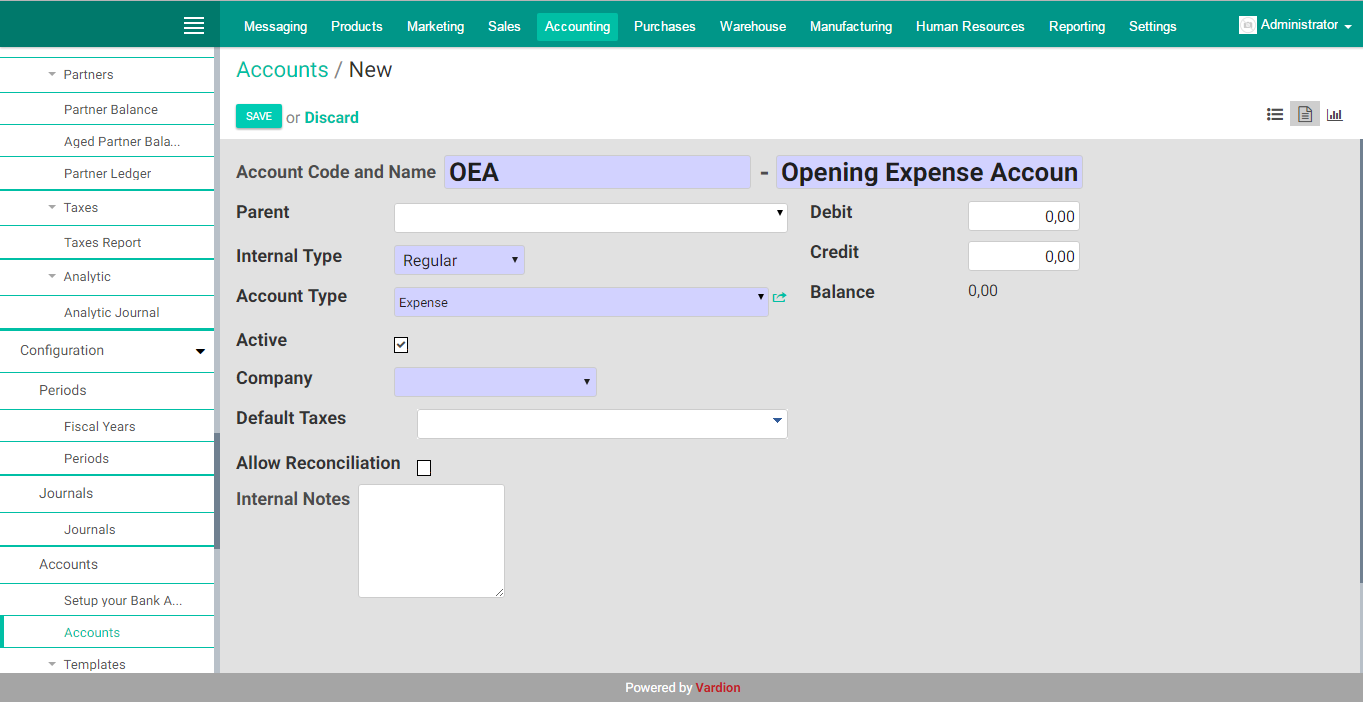 Messaging Products Marketing Sales Accounting Purchases Warehouse Manufacturing Human Resources Reporting Settings Administrator
Partners
Partner Balance
Aged Partner Bala...
Partner Ledger
Taxes
Taxes Report
Analytic
Analytic Journal
Configuration
Periods
Fiscal Years
Periods
Journals
Journals
Accounts
Setup your Bank A...
Accounts
Templates
Accounts / New
SAVE or Discard
Account Code and Name OEA - Opening Expense Accoun
Parent
Internal Type Regular
Account Type Expense
Active
Company
Default Taxes
Allow Reconciliation
Internal Notes
Debit 0,00
Credit 0,00
Balance 0,00
Powered by Vardion